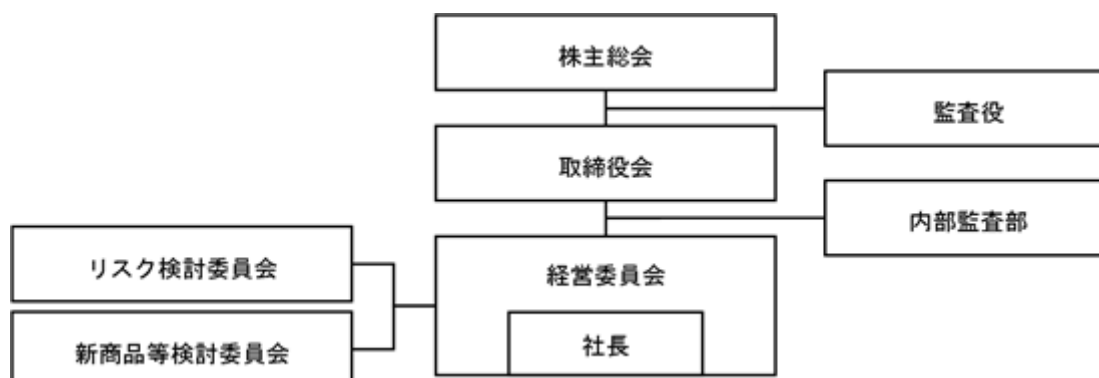 株主総会
監査役
取締役会
内部監査部
リスク検討委員会
経営委員会
新商品等検討委員会
社長